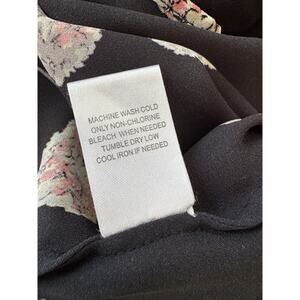 MACHINE WASH COLD
ONLY NON-CHLORINE
BLEACH WHEN NEEDED
TUMBLE DRY LOW
COOL IRON IF NEEDED